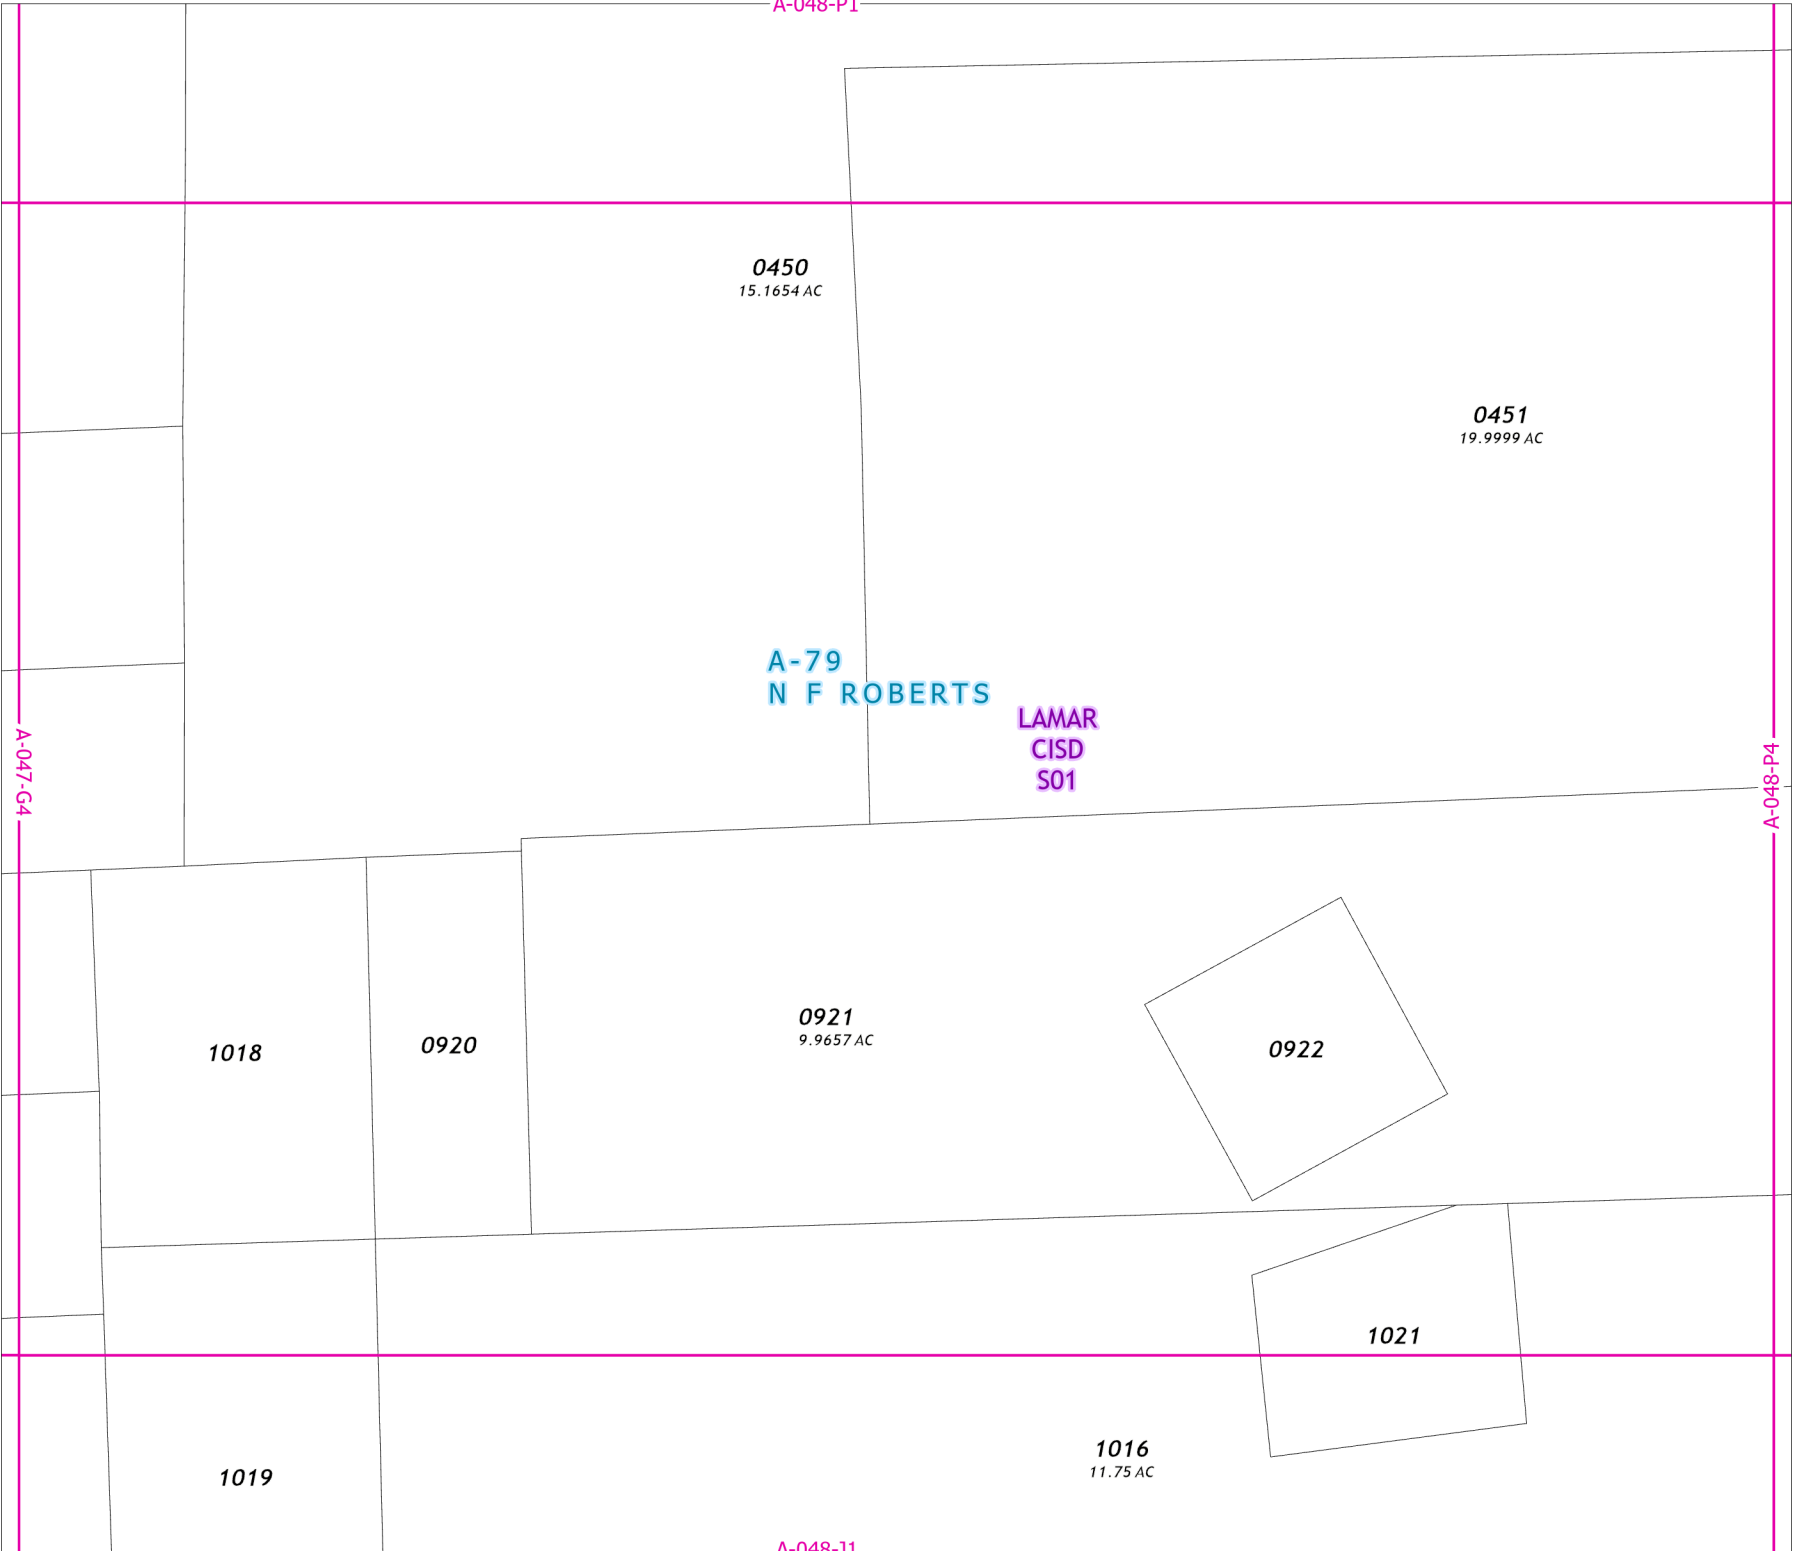 A-048-P1
0450
15.1654 AC
0451
19.9999 AC
A-79
N F ROBERTS
LAMAR
CISD
S01
A-047-G4
A-048-P4
0921
9.9657 AC
1018
0920
0922
1021
1016
11.75 AC
1019
A-048-J1